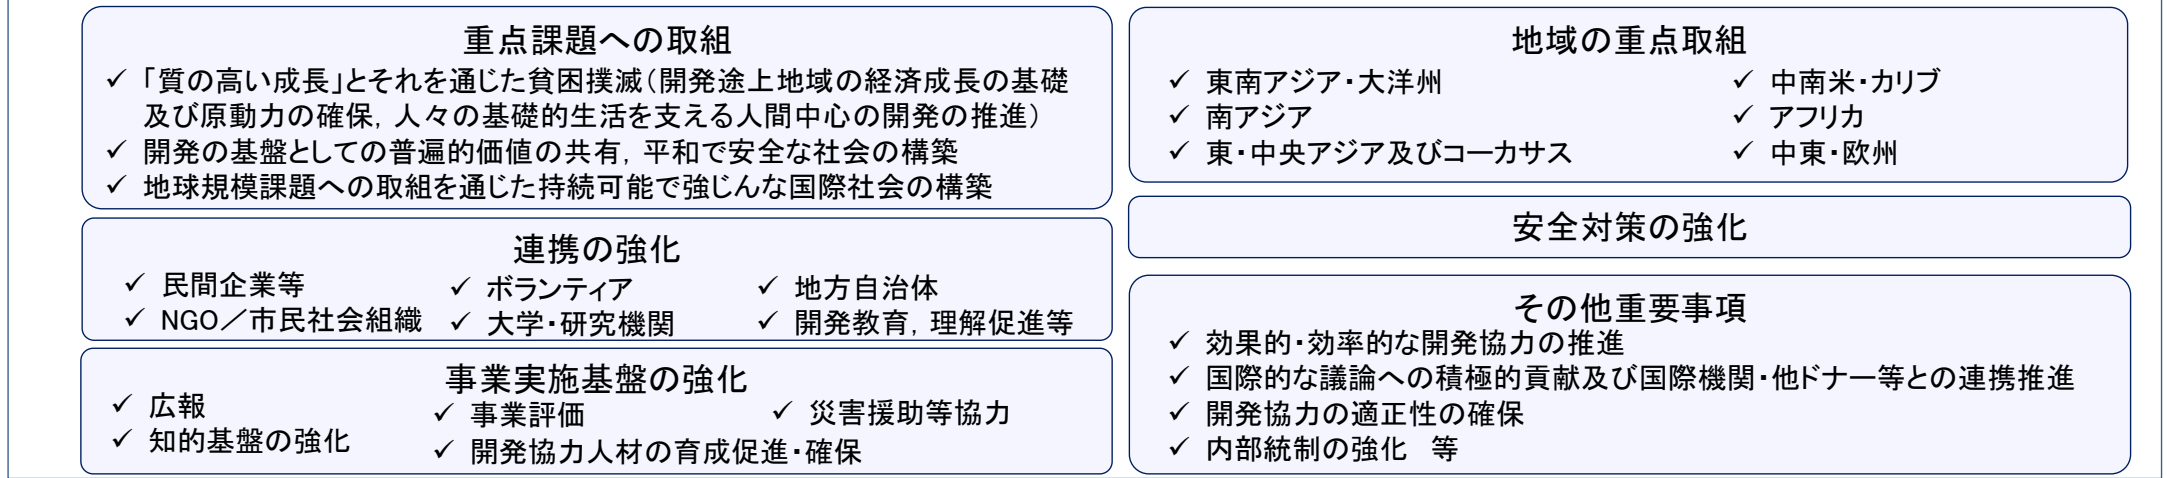 重点課題への取組
✓ 「質の高い成長」とそれを通じた貧困撲滅（開発途上地域の経済成長の基礎
及び原動力の確保，人々の基礎的生活を支える人間中心の開発の推進）
✓ 開発の基盤としての普遍的価値の共有，平和で安全な社会の構築
✓ 地球規模課題への取組を通じた持続可能で強じんな国際社会の構築
地域の重点取組
✓ 東南アジア・大洋州
✓ 南アジア
✓ 東・中央アジア及びコーカサス
✓ 中南米・カリブ
✓ アフリカ
✓ 中東・欧州
連携の強化
✓ 民間企業等
✓ NGO／市民社会組織
✓ ボランティア
✓ 大学・研究機関
✓ 地方自治体
✓ 開発教育，理解促進等
安全対策の強化
事業実施基盤の強化
✓ 広報
✓ 知的基盤の強化
✓ 事業評価
✓ 災害援助等協力
✓ 開発協力人材の育成促進・確保
その他重要事項
✓ 効果的・効率的な開発協力の推進
✓ 国際的な議論への積極的貢献及び国際機関・他ドナー等との連携推進
✓ 開発協力の適正性の確保
✓ 内部統制の強化　等